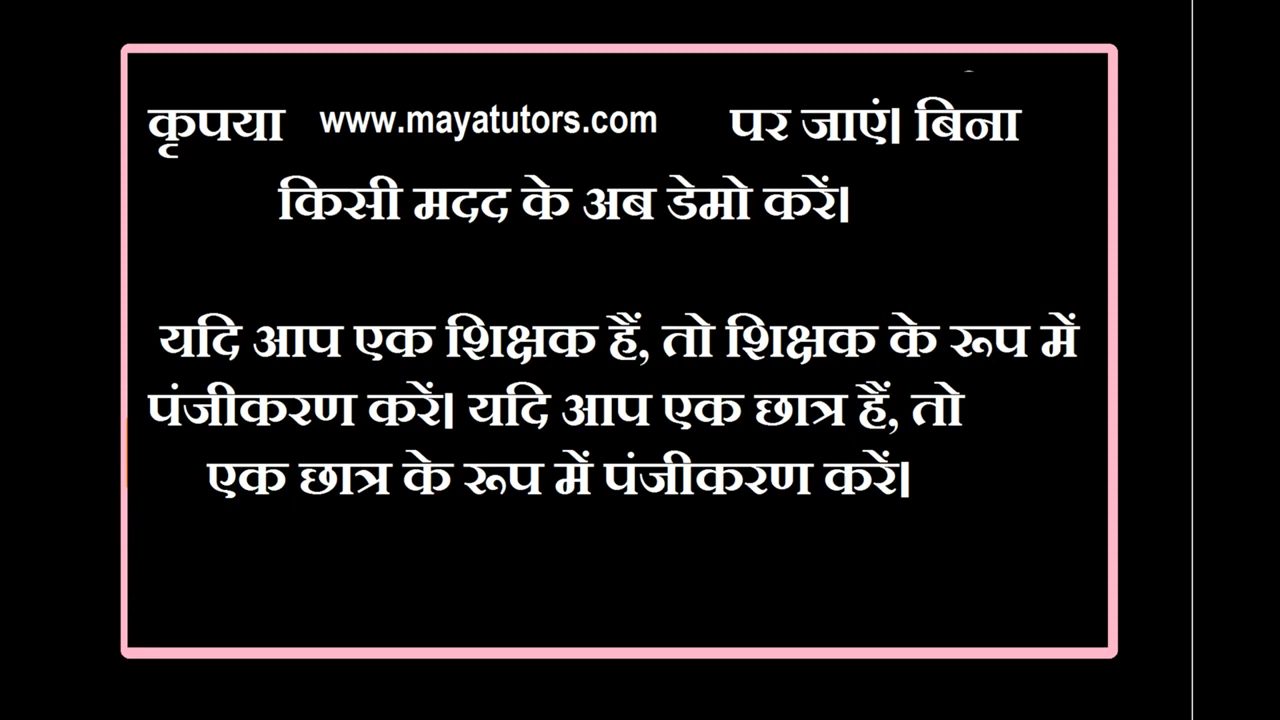 कृपया www.mayatutors.com पर जाएं। बिना
किसी मदद के अब डेमो करें।
यदि आप एक शिक्षक हैं, तो शिक्षक के रूप में
पंजीकरण करें। यदि आप एक छात्र हैं, तो
एक छात्र के रूप में पंजीकरण करें।